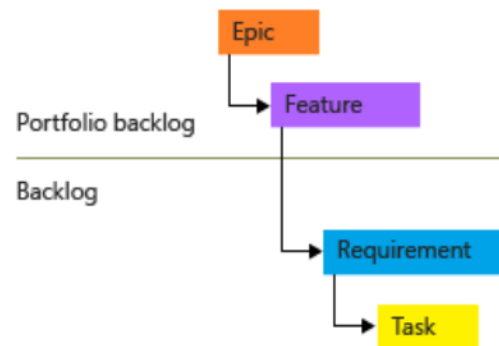 Epic
Feature
Portfolio backlog
Backlog
Requirement
Task